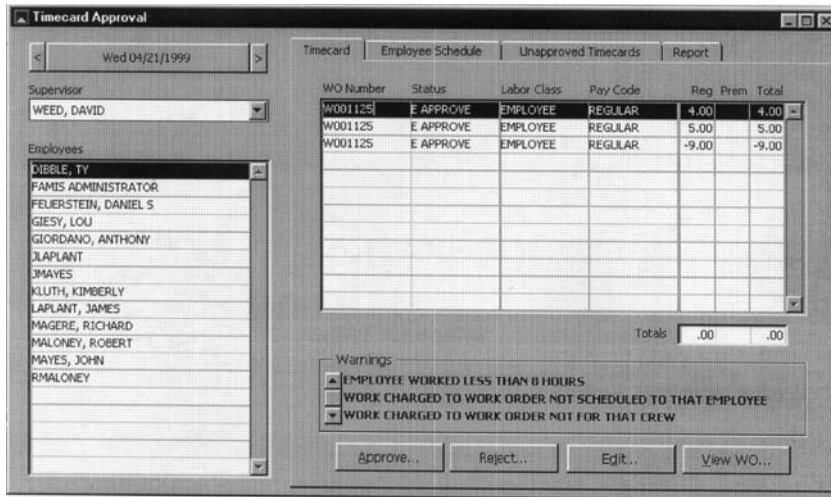 Timecard Approval
< Wed 04/21/1999 >
Supervisor
WEED, DAVID
Employees
DIBBLE, TY
FAMIS ADMINISTRATOR
FEUERSTEIN, DANIEL S
GIESY, LOU
GIORDANO, ANTHONY
JLAPLANT
JMAYES
KLUTH, KIMBERLY
LAPLANT, JAMES
MAGERE, RICHARD
MALONEY, ROBERT
MAYES, JOHN
RMALONEY
Timecard Employee Schedule Unapproved Timecards Report
WO Number Status Labor Class Pay Code Reg Prem Total
W001125 E APPROVE EMPLOYEE REGULAR 4.00 4.00
W001125 E APPROVE EMPLOYEE REGULAR 5.00 5.00
W001125 E APPROVE EMPLOYEE REGULAR -9.00 -9.00
Totals .00 .00
Warnings
EMPLOYEE WORKED LESS THAN 8 HOURS
WORK CHARGED TO WORK ORDER NOT SCHEDULED TO THAT EMPLOYEE
WORK CHARGED TO WORK ORDER NOT FOR THAT CREW
Approve... Reject... Edit... View WO...